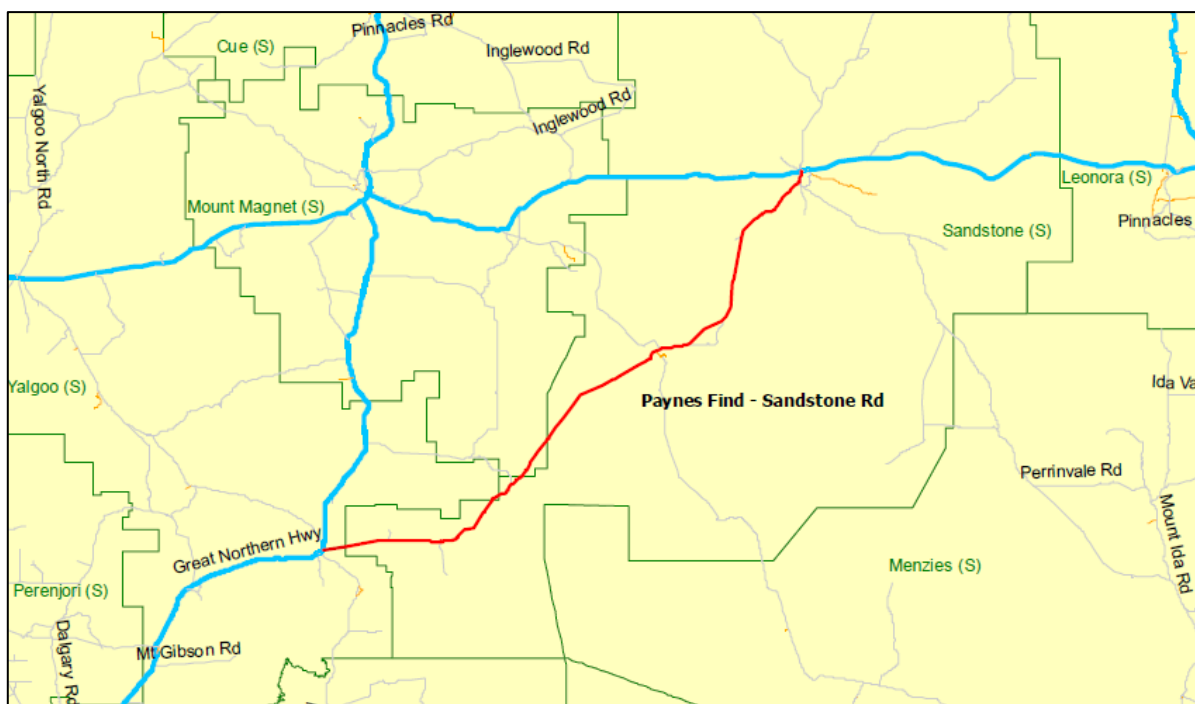 Pinnacles Rd
Cue (S)
Inglewood Rd
Yalgoo North Rd
Inglewood Rd
Leonora (S)
Mount Magnet (S)
Pinnacles
Sandstone (S)
Yalgoo (S)
Ida Va
Paynes Find - Sandstone Rd
Perrinvale Rd
Mount Ida Rd
Great Northern Hwy
Menzies (S)
Perenjori (S)
Dalgary Rd
Mt Gibson Rd